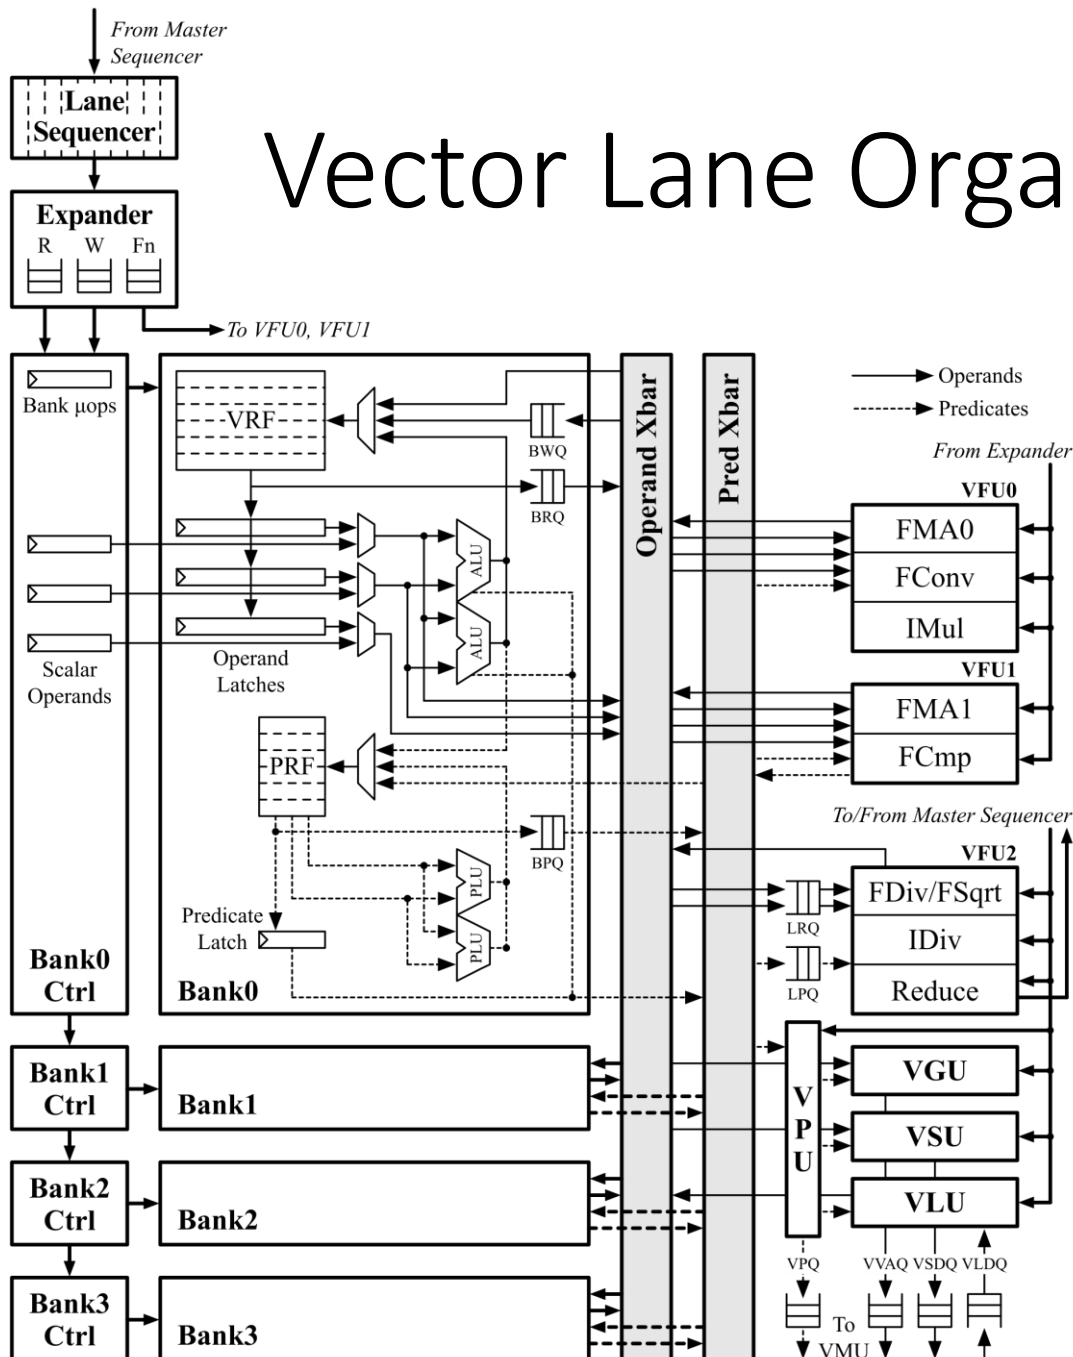 From Master
Sequencer
Lane
Sequencer
Vector Lane Orga
Expander
R W Fn
To VFU0, VFU1
Bank μops
VRF
BWQ
BRQ
Operand Xbar
Pred Xbar
Operands
Predicates
From Expander
VFU0
FMA0
FConv
IMul
ALU
ALU
Scalar
Operands
Operand
Latches
VFU1
FMA1
FCmp
PRF
To/From Master Sequencer
VFU2
BPQ
PLU
PLU
FDiv/FSqrt
LRQ
IDiv
LPQ
Reduce
Predicate
Latch
Bank0
Ctrl
Bank0
Bank1
Ctrl
Bank1
VPU
VGU
VSU
VLU
Bank2
Ctrl
Bank2
VPQ VVAQ VSDQ VLDQ
Bank3
Ctrl
Bank3
To
VMU